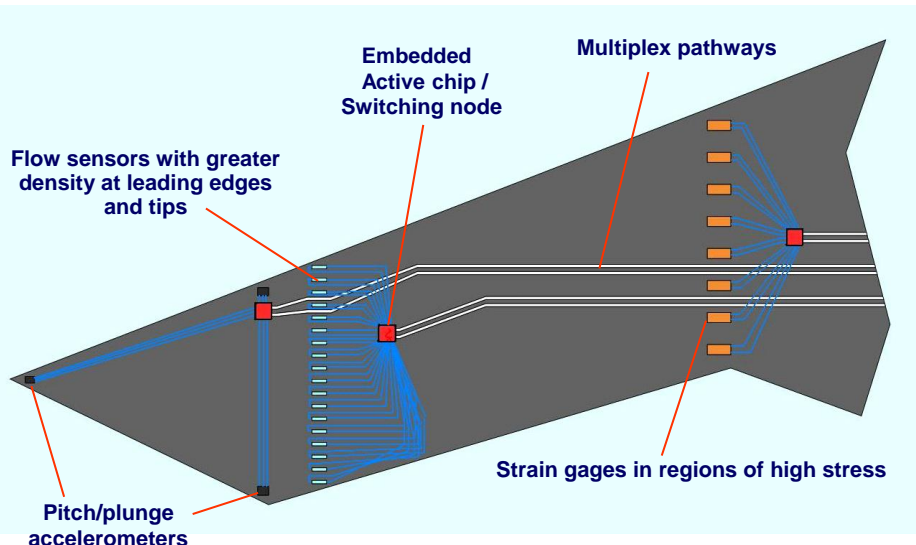 Embedded
Active chip /
Switching node
Multiplex pathways
Flow sensors with greater
density at leading edges
and tips
Strain gages in regions of high stress
Pitch/plunge
accelerometers